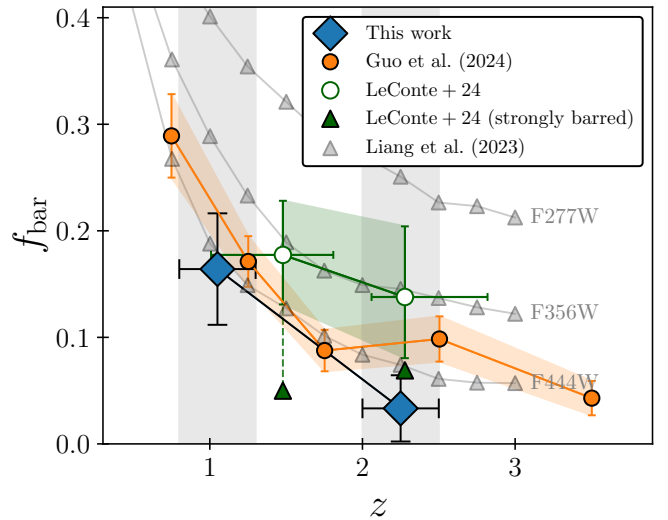 0.4
This work
Guo et al. (2024)
LeConte + 24
LeConte + 24 (strongly barred)
Liang et al. (2023)
0.3
F277W
f_bar
0.2
F356W
0.1
F444W
0.0
1
2
3
z